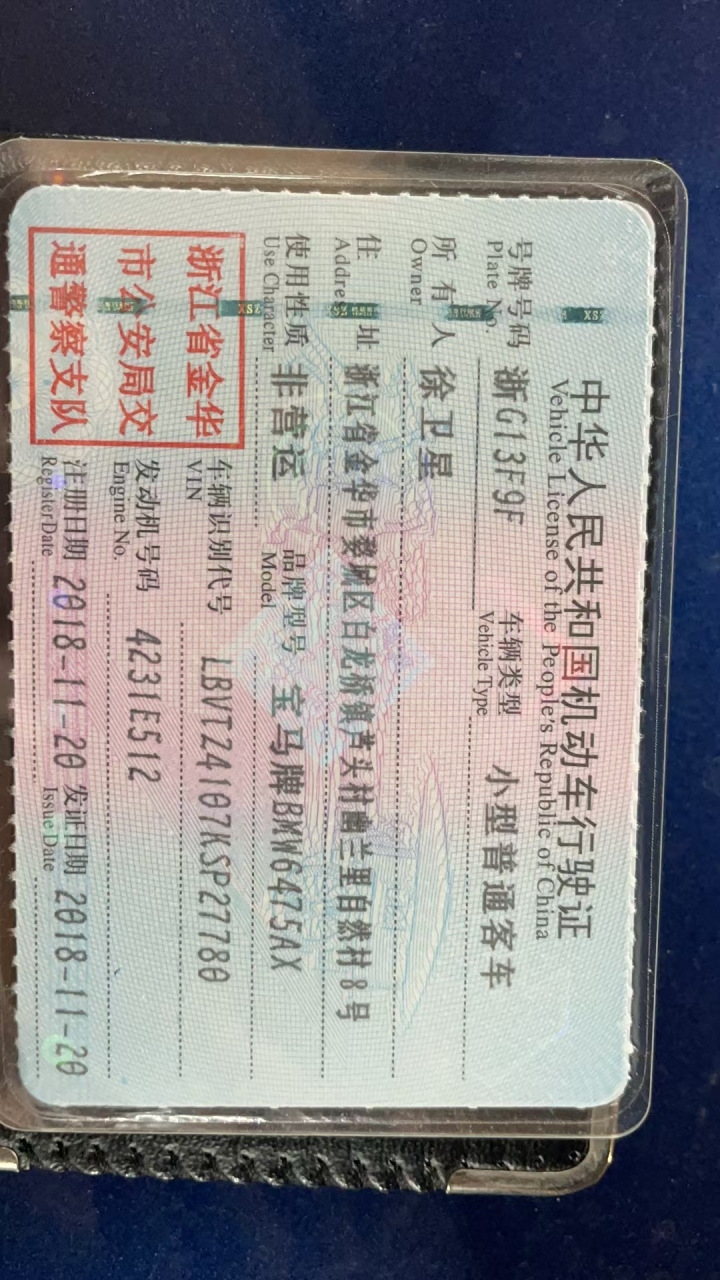 中华人民共和国机动车行驶证
Vehicle License of the People's Republic of China
号牌号码 浙G13F9F 车辆类型 小型普通客车
Plate No. Vehicle Type
所有人 徐卫星
Owner
住址 浙江省金华市婺城区白龙桥镇芦头村幽兰里自然村8号
Address
使用性质 非营运 品牌型号 宝马牌BMW6475AX
Use Character Model
浙江省金华
市公安局交
通警察支队
车辆识别代号 LBVTZ4107KSP27780
VIN
发动机号码 4231E512
Engine No.
注册日期 2018-11-20 发证日期 2018-11-20
Register Date Issue Date